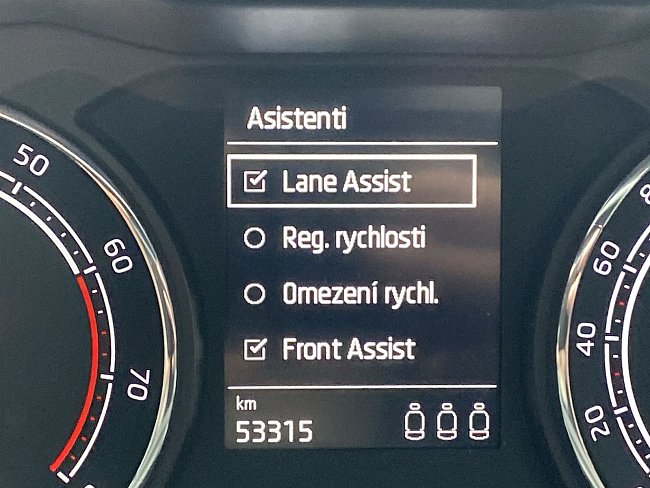 Asistenti
Lane Assist
Reg. rychlosti
Omezení rychl.
Front Assist
km
53315
50
60
70
60
40
20